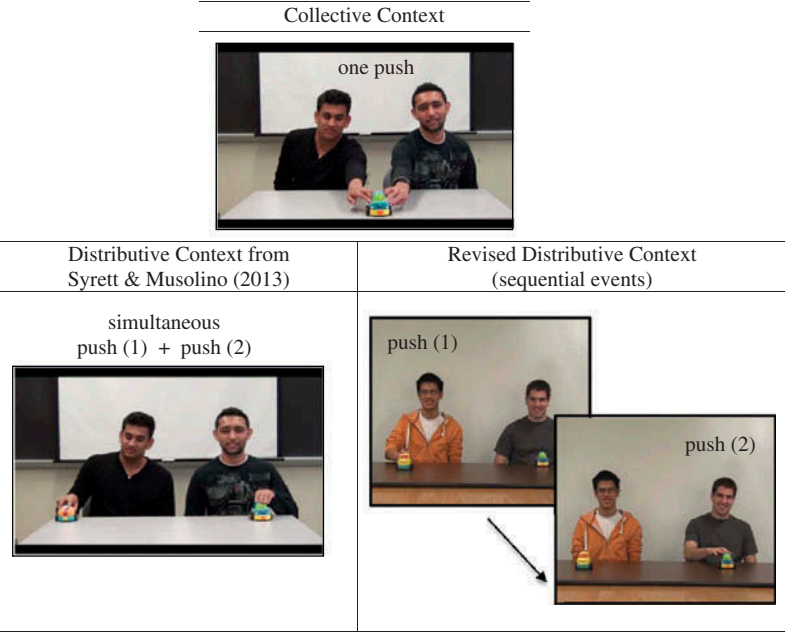 Collective Context
one push
Distributive Context from
Syrett & Musolino (2013)
Revised Distributive Context
(sequential events)
simultaneous
push (1) + push (2)
push (1)
push (2)